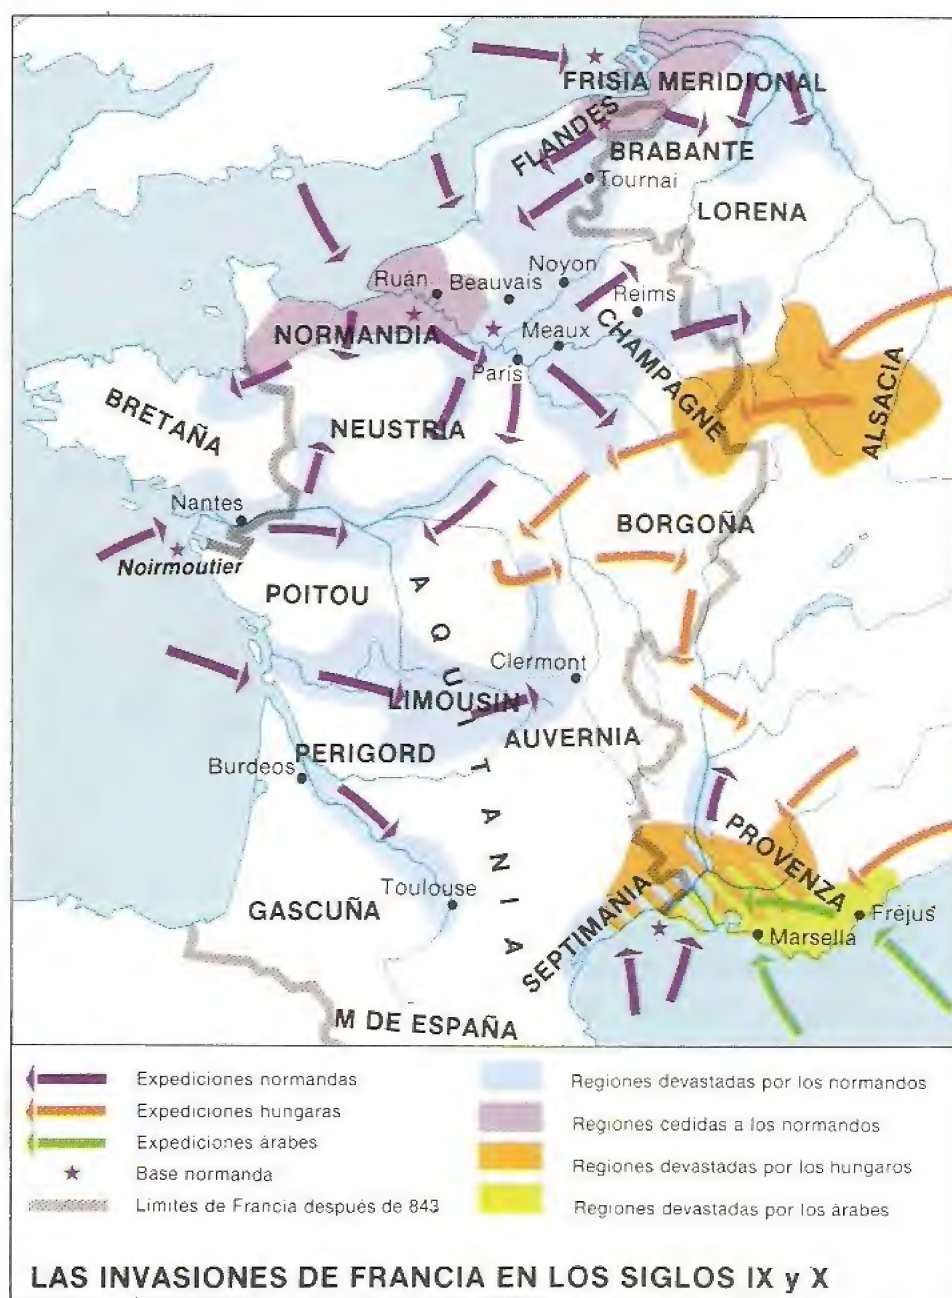 FRISIA MERIDIONAL
FLANDES
BRABANTE
Tournai
LORENA
Ruán
Beauvais
Noyon
Reims
NORMANDIA
Meaux
CHAMPAGNE
París
ALSACIA
BRETAÑA
NEUSTRIA
Nantes
BORGOÑA
Noirmoutier
POITOU
AQUITANIA
Clermont
LIMOUSIN
AUVERNIA
PERIGORD
Burdeos
PROVENZA
Toulouse
GASCUÑA
SEPTIMANIA
Fréjus
Marsella
M DE ESPAÑA
Expediciones normandas
Expediciones hungaras
Expediciones árabes
Base normanda
Limites de Francia después de 843
Regiones devastadas por los normandos
Regiones cedidas a los normandos
Regiones devastadas por los hungaros
Regiones devastadas por los árabes
LAS INVASIONES DE FRANCIA EN LOS SIGLOS IX y X